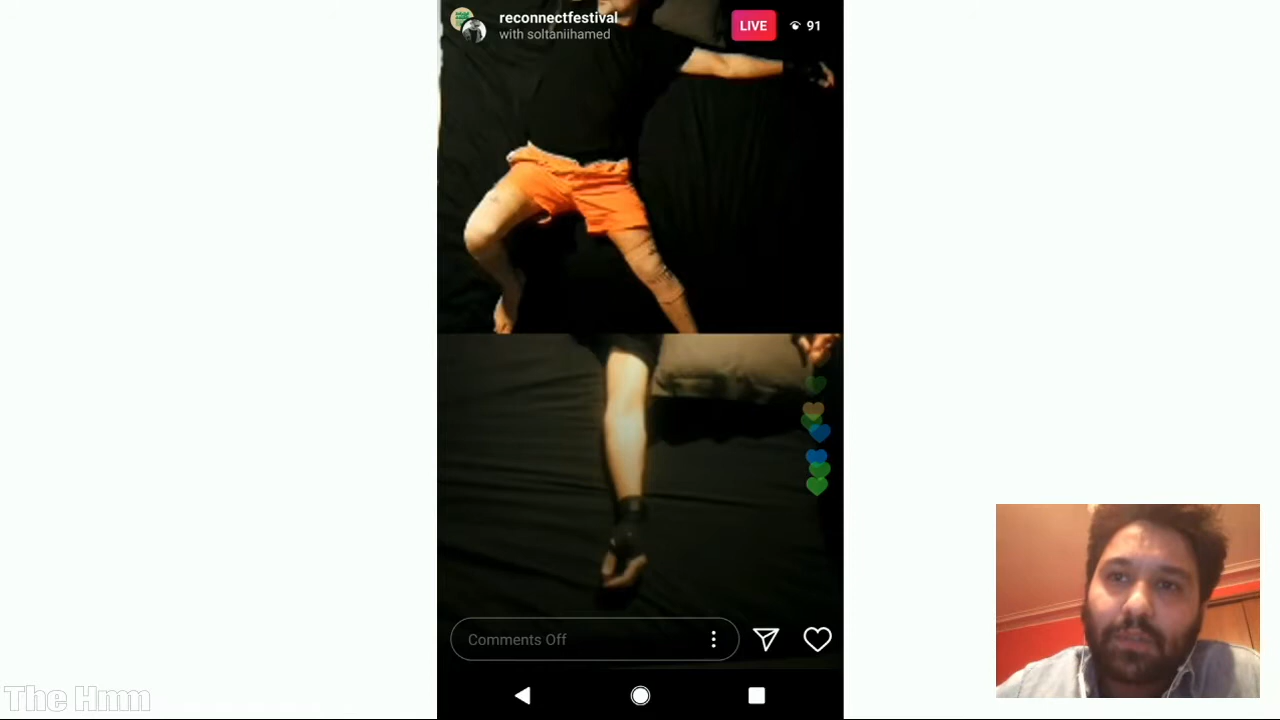 reconnectfestival
with soltaniihamed
LIVE
91
Comments Off
The Hmm